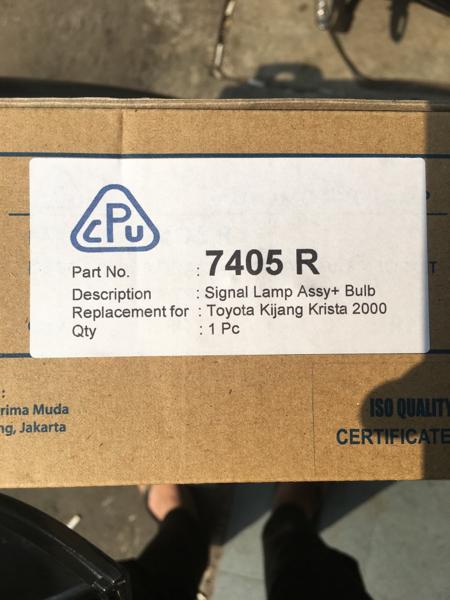 CPU
Part No. : 7405 R
Description : Signal Lamp Assy+ Bulb
Replacement for : Toyota Kijang Krista 2000
Qty : 1 Pc
:
rima Muda
ng, Jakarta
ISO QUALITY
CERTIFICATE